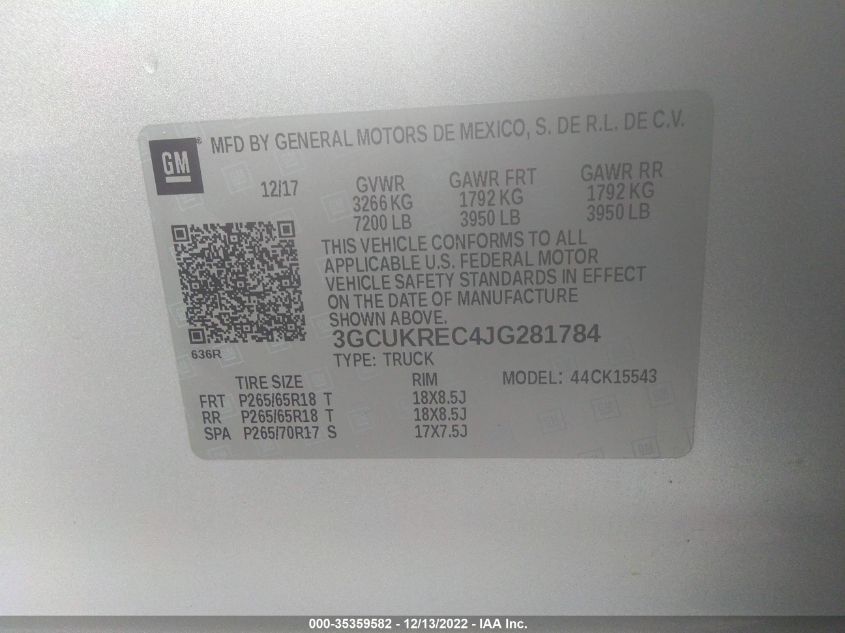 GM ® MFD BY GENERAL MOTORS DE MEXICO, S. DE R.L. DE C.V.
12/17 GVWR GAWR FRT GAWR RR
3266 KG 1792 KG 1792 KG
7200 LB 3950 LB 3950 LB
THIS VEHICLE CONFORMS TO ALL
APPLICABLE U.S. FEDERAL MOTOR
VEHICLE SAFETY STANDARDS IN EFFECT
ON THE DATE OF MANUFACTURE
SHOWN ABOVE.
3GCUKREC4JG281784
636R
TYPE: TRUCK
TIRE SIZE RIM MODEL: 44CK15543
FRT P265/65R18 T 18X8.5J
RR P265/65R18 T 18X8.5J
SPA P265/70R17 S 17X7.5J
000-35359582 - 12/13/2022 - IAA Inc.